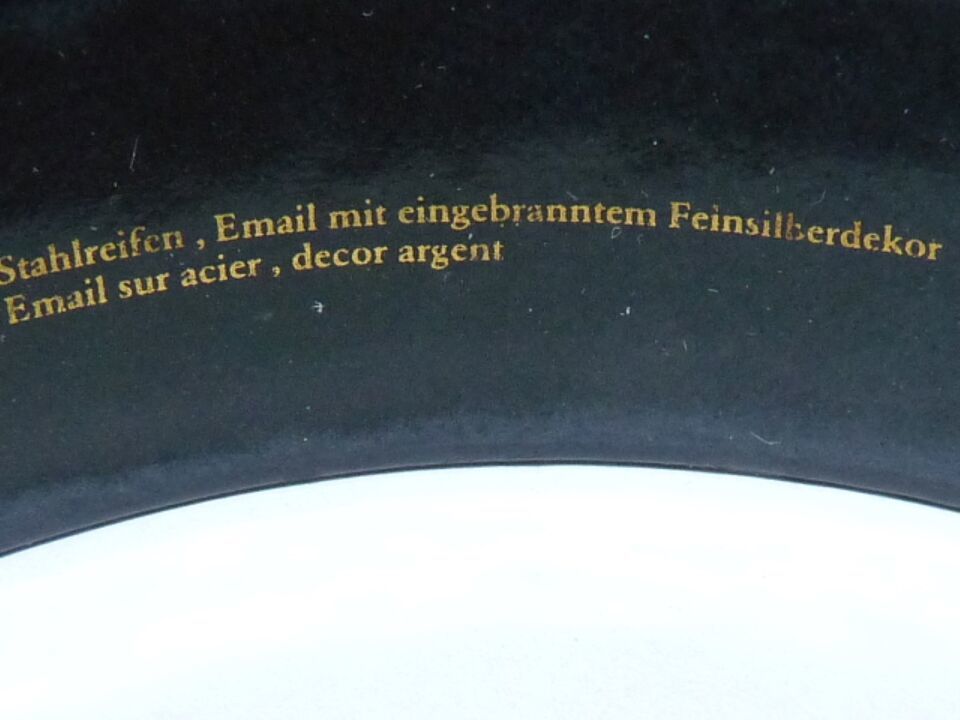 Stahlreifen , Email mit eingebranntem Feinsilberdekor
Email sur acier , decor argent